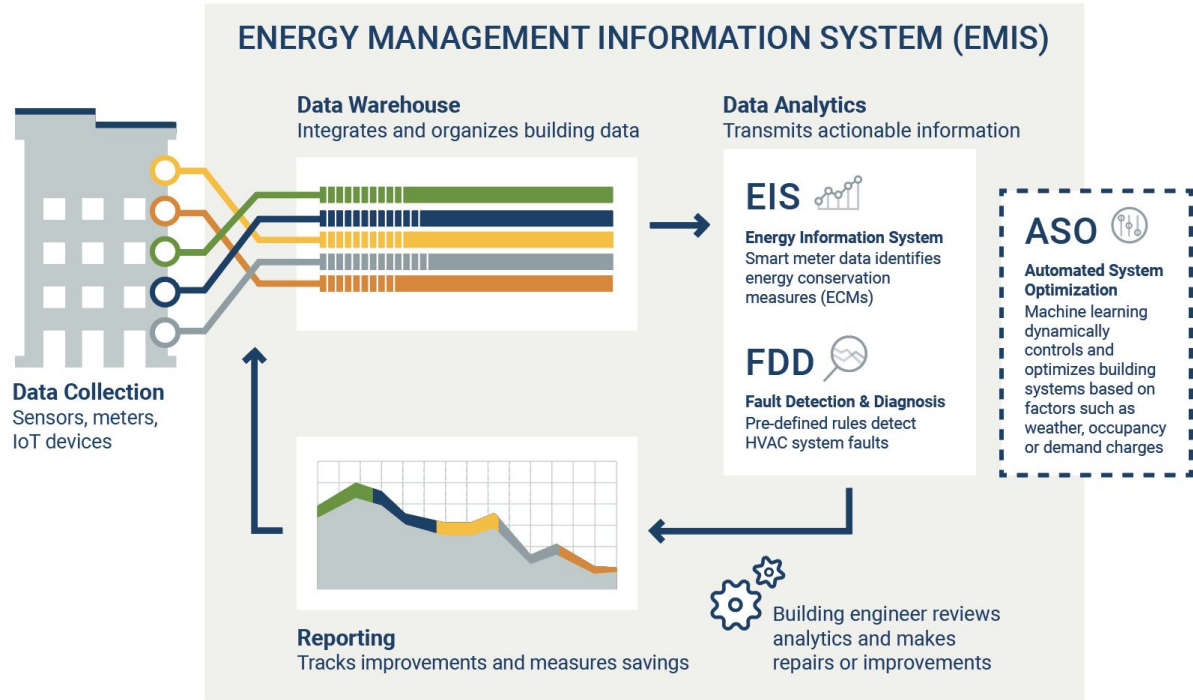 ENERGY MANAGEMENT INFORMATION SYSTEM (EMIS)
Data Collection
Sensors, meters,
IoT devices
Data Warehouse
Integrates and organizes building data
Data Analytics
Transmits actionable information
EIS
Energy Information System
Smart meter data identifies
energy conservation
measures (ECMs)
FDD
Fault Detection & Diagnosis
Pre-defined rules detect
HVAC system faults
ASO
Automated System
Optimization
Machine learning
dynamically
controls and
optimizes building
systems based on
factors such as
weather, occupancy
or demand charges
Building engineer reviews
analytics and makes
repairs or improvements
Reporting
Tracks improvements and measures savings